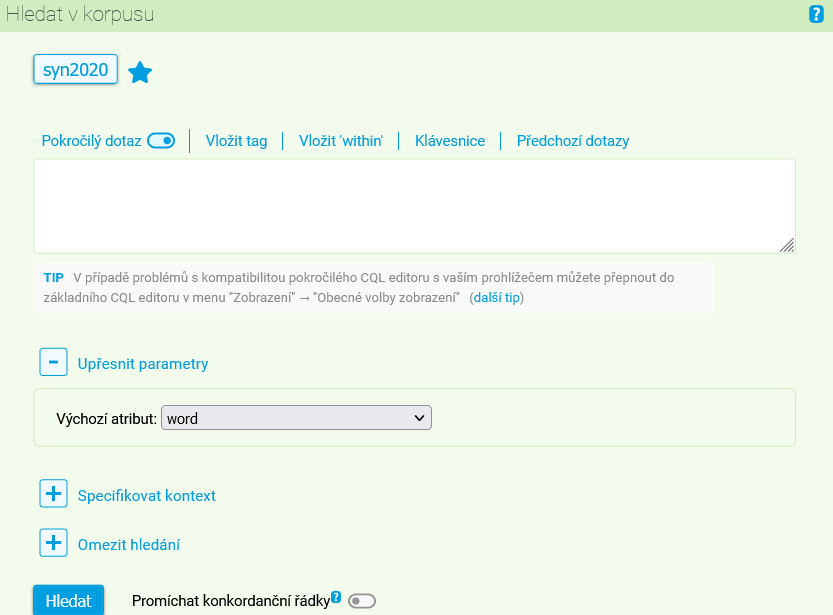 Hledat v korpusu ?
syn2020
Pokročilý dotaz Vložit tag Vložit 'within' Klávesnice Předchozí dotazy
TIP V případě problémů s kompatibilitou pokročilého CQL editoru s vaším prohlížečem můžete přepnout do
základního CQL editoru v menu "Zobrazení" → "Obecné volby zobrazení" (další tip)
Upřesnit parametry
Výchozí atribut: word
Specifikovat kontext
Omezit hledání
Hledat Promíchat konkordanční řádky ?